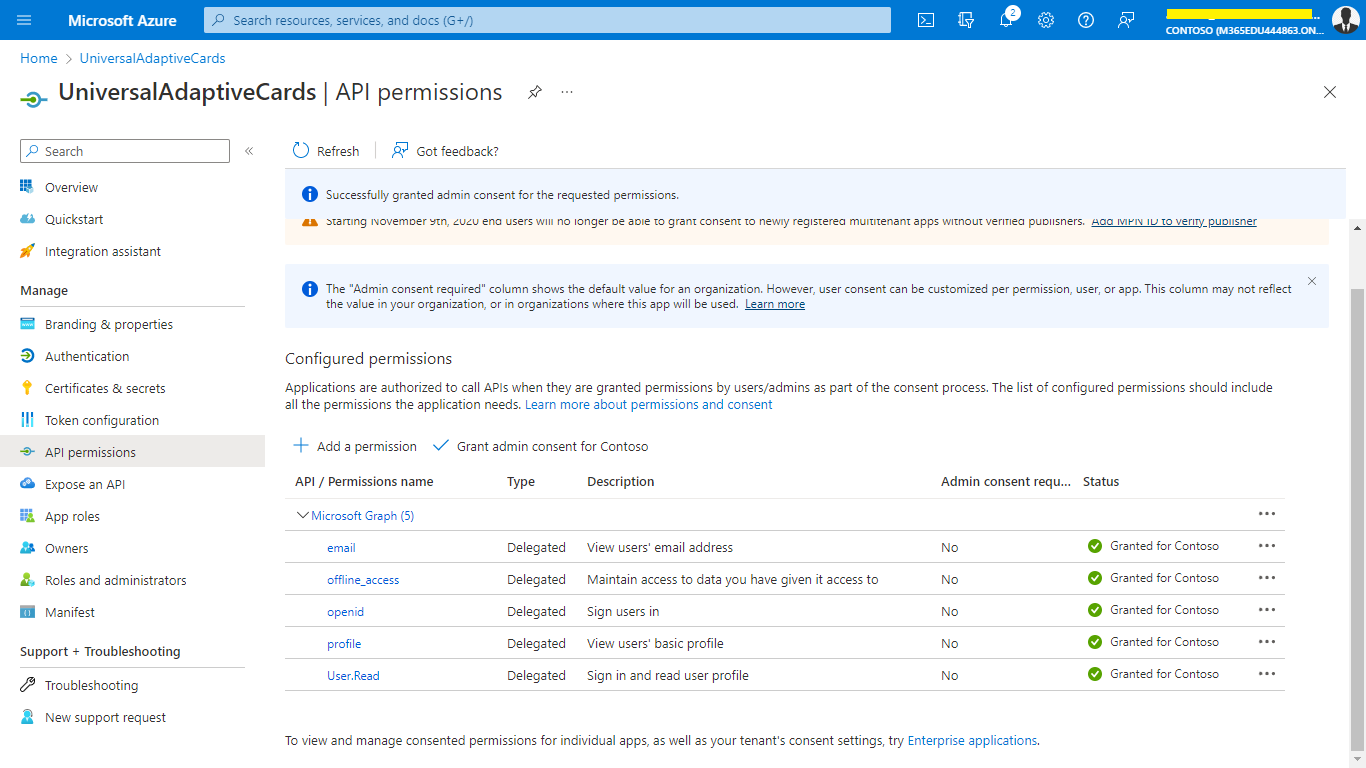 Microsoft Azure
Search resources, services, and docs (G+/)
2
CONTOSO (M365EDU444863.ON...
Home > UniversalAdaptiveCards
UniversalAdaptiveCards | API permissions
Search
Refresh
Got feedback?
Overview
Quickstart
Integration assistant
Manage
Branding & properties
Authentication
Certificates & secrets
Token configuration
API permissions
Expose an API
App roles
Owners
Roles and administrators
Manifest
Support + Troubleshooting
Troubleshooting
New support request
Successfully granted admin consent for the requested permissions.
Starting November 9th, 2020 end users will no longer be able to grant consent to newly registered multitenant apps without verified publishers. Add MPN ID to verify publisher
The "Admin consent required" column shows the default value for an organization. However, user consent can be customized per permission, user, or app. This column may not reflect
the value in your organization, or in organizations where this app will be used. Learn more
Configured permissions
Applications are authorized to call APIs when they are granted permissions by users/admins as part of the consent process. The list of configured permissions should include
all the permissions the application needs. Learn more about permissions and consent
Add a permission Grant admin consent for Contoso
API / Permissions name Type Description Admin consent requ... Status
Microsoft Graph (5)
email Delegated View users' email address No Granted for Contoso
offline_access Delegated Maintain access to data you have given it access to No Granted for Contoso
openid Delegated Sign users in No Granted for Contoso
profile Delegated View users' basic profile No Granted for Contoso
User.Read Delegated Sign in and read user profile No Granted for Contoso
To view and manage consented permissions for individual apps, as well as your tenant's consent settings, try Enterprise applications.